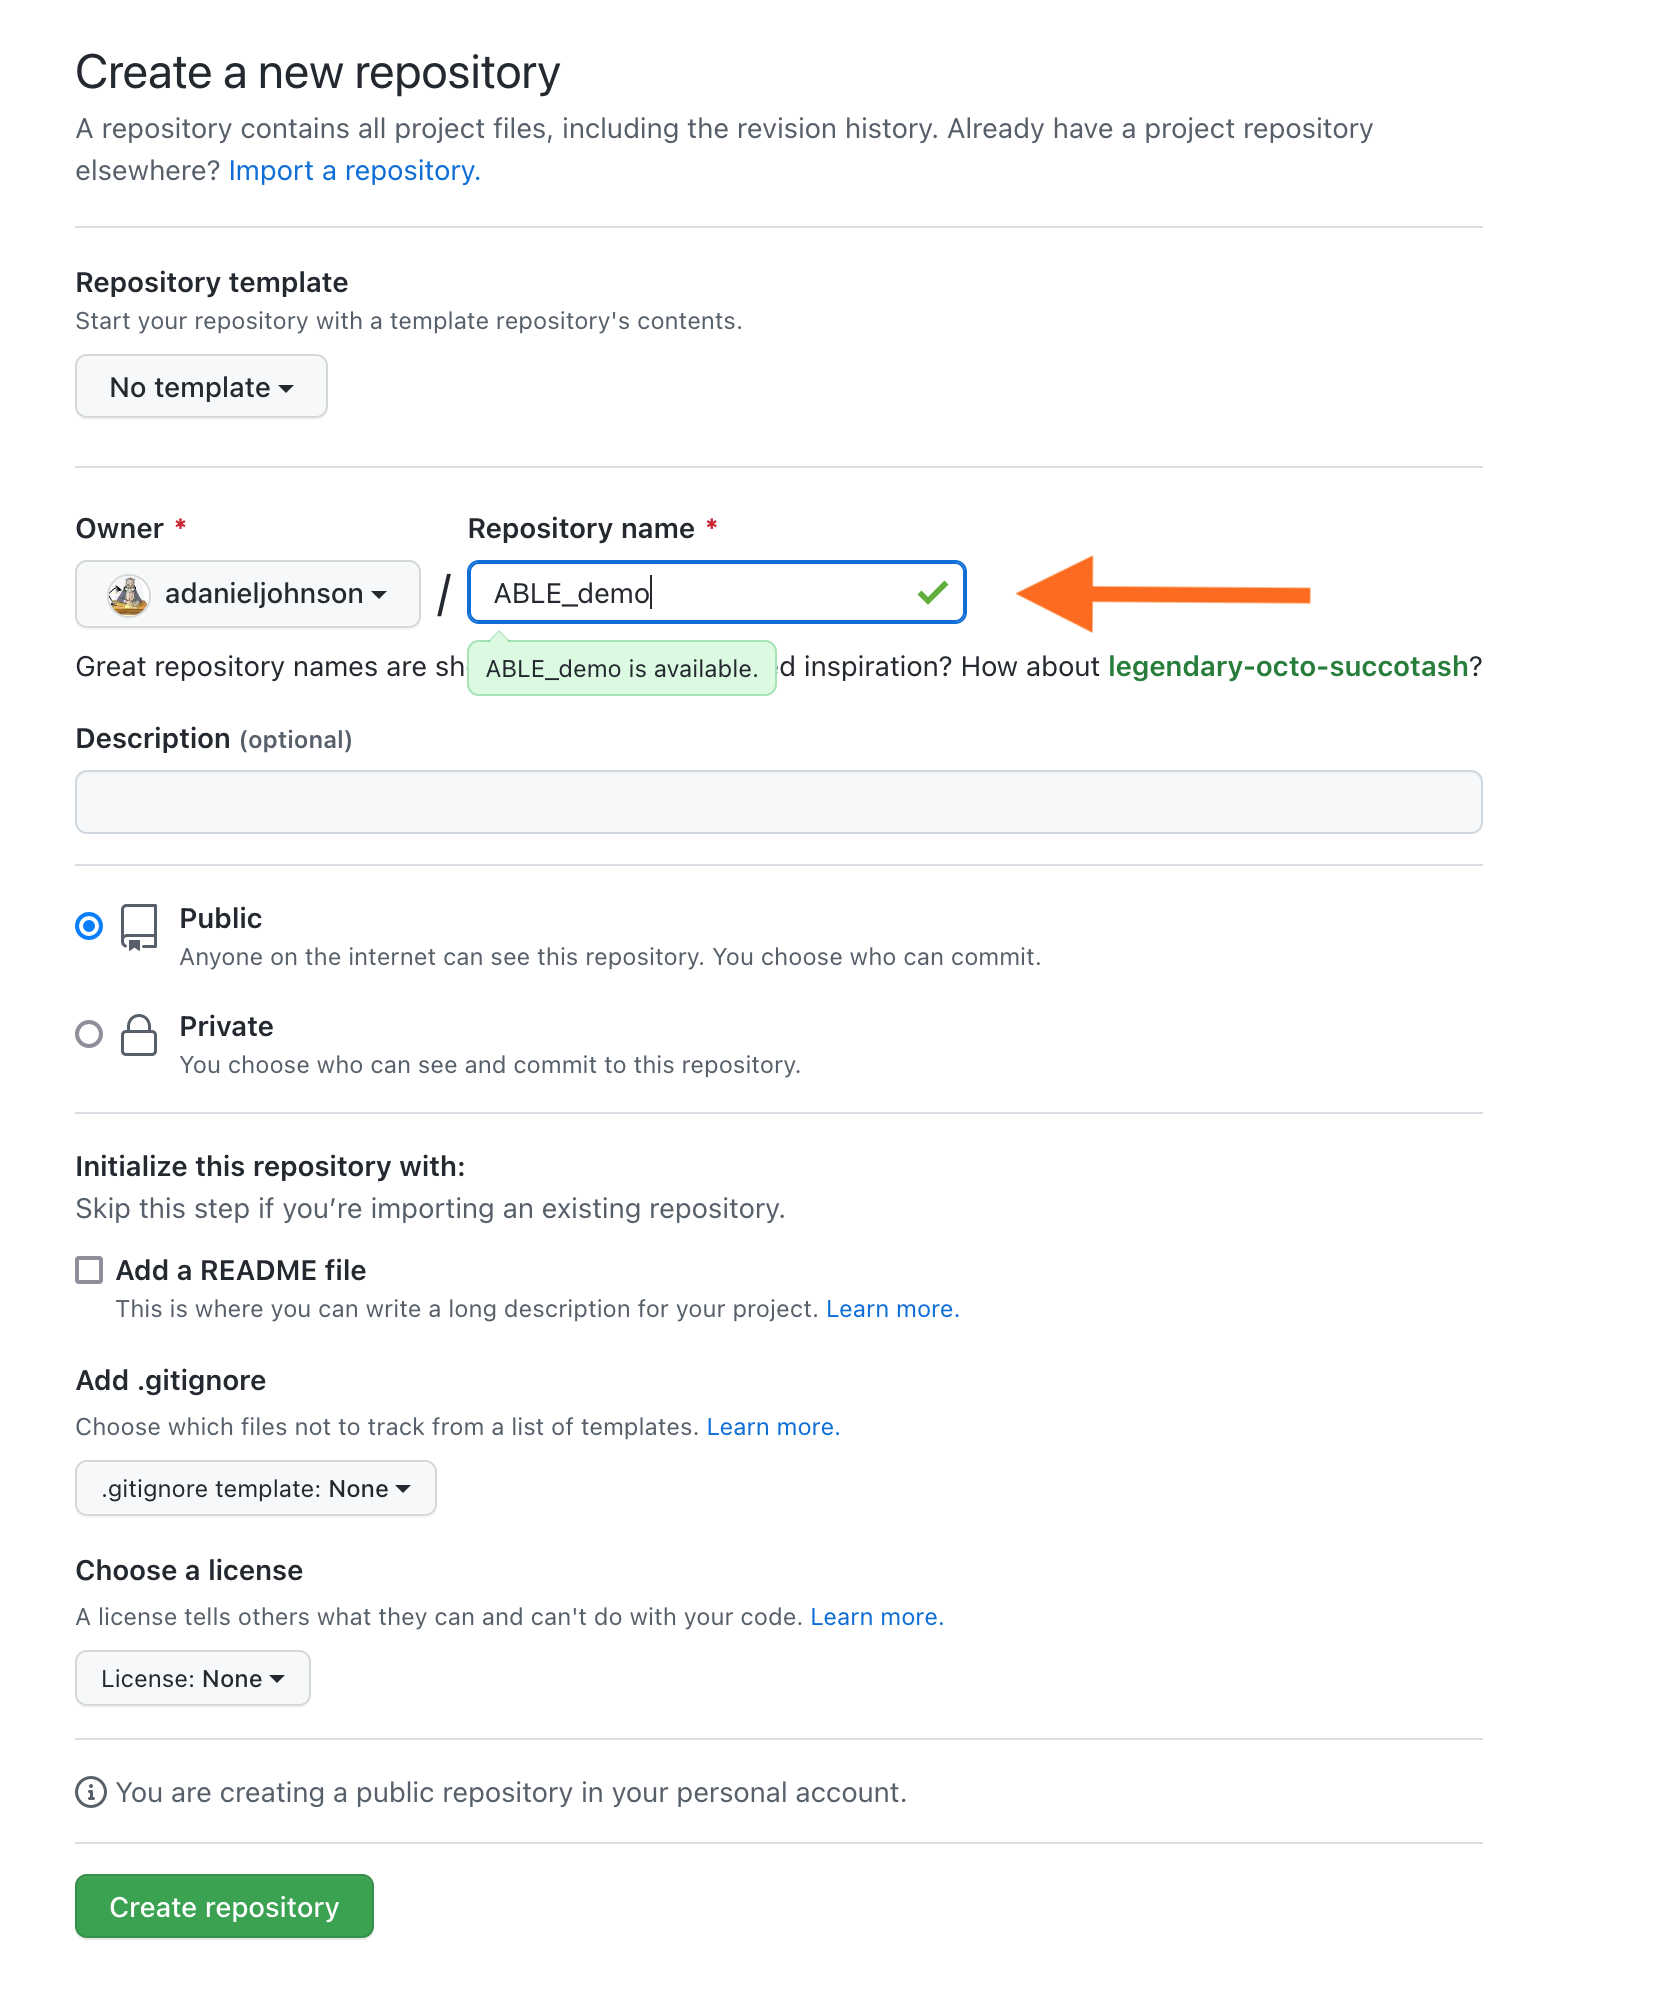 Create a new repository
A repository contains all project files, including the revision history. Already have a project repository
elsewhere? Import a repository.
Repository template
Start your repository with a template repository's contents.
No template
Owner *
Repository name *
adanieljohnson / ABLE_demo
Great repository names are sh
ABLE_demo is available.
inspiration? How about legendary-octo-succotash?
Description (optional)
Public
Anyone on the internet can see this repository. You choose who can commit.
Private
You choose who can see and commit to this repository.
Initialize this repository with:
Skip this step if you’re importing an existing repository.
Add a README file
This is where you can write a long description for your project. Learn more.
Add .gitignore
Choose which files not to track from a list of templates. Learn more.
.gitignore template: None
Choose a license
A license tells others what they can and can't do with your code. Learn more.
License: None
You are creating a public repository in your personal account.
Create repository